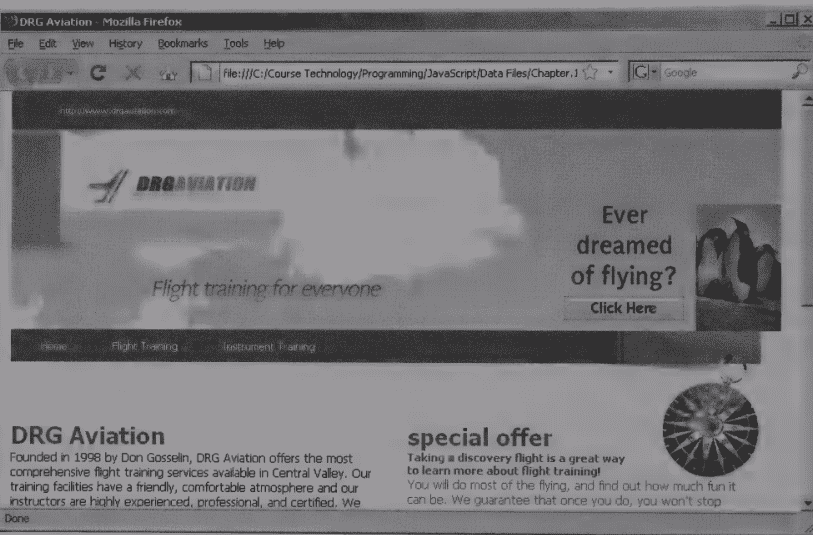 DRG Aviation - Mozilla Firefox
File Edit View History Bookmarks Tools Help
file:///C:/Course Technology/Programming/JavaScript/Data Files/Chapter.1
G Google
http://www.drgaviation.com
DRGAVIATION
Ever
dreamed
of flying?
Click Here
Flight training for everyone
Home Flight Training Instrument Training
DRG Aviation
Founded in 1998 by Don Gosselin, DRG Aviation offers the most
comprehensive flight training services available in Central Valley. Our
training facilities have a friendly, comfortable atmosphere and our
instructors are highly experienced, professional, and certified. We
special offer
Taking a discovery flight is a great way
to learn more about flight training!
You will do most of the flying, and find out how much fun it
can be. We guarantee that once you do, you won't stop
Done